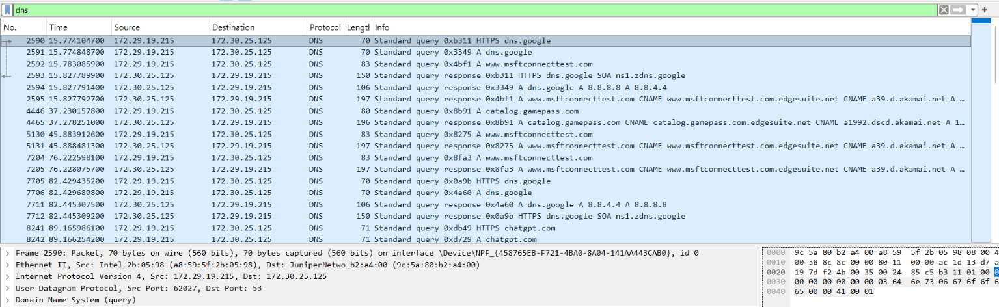 dns
No. Time Source Destination Protocol Length Info
2590 15.774104700 172.29.19.215 172.30.25.125 DNS 70 Standard query 0xb311 HTTPS dns.google
2591 15.774848700 172.29.19.215 172.30.25.125 DNS 70 Standard query 0x3349 A dns.google
2592 15.783085900 172.29.19.215 172.30.25.125 DNS 83 Standard query 0x4bf1 A www.msftconnecttest.com
2593 15.827789900 172.30.25.125 172.29.19.215 DNS 150 Standard query response 0xb311 HTTPS dns.google SOA ns1.zdns.google
2594 15.827791400 172.30.25.125 172.29.19.215 DNS 106 Standard query response 0x3349 A dns.google A 8.8.8.8 A 8.8.4.4
2595 15.827792700 172.30.25.125 172.29.19.215 DNS 197 Standard query response 0x4bf1 A www.msftconnecttest.com CNAME www.msftconnecttest.com.edgesuite.net CNAME a39.d.akamai.net A …
4446 37.230157800 172.29.19.215 172.30.25.125 DNS 80 Standard query 0x8b91 A catalog.gamepass.com
4465 37.278251000 172.30.25.125 172.29.19.215 DNS 196 Standard query response 0x8b91 A catalog.gamepass.com CNAME catalog.gamepass.com.edgesuite.net CNAME a1992.dscd.akamai.net A 1…
5130 45.883912600 172.29.19.215 172.30.25.125 DNS 83 Standard query 0x8275 A www.msftconnecttest.com
5131 45.888481300 172.30.25.125 172.29.19.215 DNS 197 Standard query response 0x8275 A www.msftconnecttest.com CNAME www.msftconnecttest.com.edgesuite.net CNAME a39.d.akamai.net A …
7204 76.222598100 172.29.19.215 172.30.25.125 DNS 83 Standard query 0x8fa3 A www.msftconnecttest.com
7205 76.228075700 172.30.25.125 172.29.19.215 DNS 197 Standard query response 0x8fa3 A www.msftconnecttest.com CNAME www.msftconnecttest.com.edgesuite.net CNAME a39.d.akamai.net A …
7705 82.429435200 172.29.19.215 172.30.25.125 DNS 70 Standard query 0x0a9b HTTPS dns.google
7706 82.429680800 172.29.19.215 172.30.25.125 DNS 70 Standard query 0x4a60 A dns.google
7711 82.445307500 172.30.25.125 172.29.19.215 DNS 106 Standard query response 0x4a60 A dns.google A 8.8.4.4 A 8.8.8.8
7712 82.445309200 172.30.25.125 172.29.19.215 DNS 150 Standard query response 0x0a9b HTTPS dns.google SOA ns1.zdns.google
8241 89.165986100 172.29.19.215 172.30.25.125 DNS 71 Standard query 0xdb49 HTTPS chatgpt.com
8242 89.166254200 172.29.19.215 172.30.25.125 DNS 71 Standard query 0xd729 A chatgpt.com
Frame 2590: Packet, 70 bytes on wire (560 bits), 70 bytes captured (560 bits) on interface \Device\NPF_{458765EB-F721-4BA0-8A04-141AA443CAB0}, id 0
Ethernet II, Src: Intel_2b:05:98 (a8:59:5f:2b:05:98), Dst: JuniperNetwo_b2:a4:00 (9c:5a:80:b2:a4:00)
Internet Protocol Version 4, Src: 172.29.19.215, Dst: 172.30.25.125
User Datagram Protocol, Src Port: 62027, Dst Port: 53
Domain Name System (query)
0000 9c 5a 80 b2 a4 00 a8 59 5f 2b 05 98 08 00 4
0010 00 38 8c 8c 00 00 80 11 00 00 ac 1d 13 d7 a
0020 19 7d f2 4b 00 35 00 24 85 c5 b3 11 01 00 0
0030 00 00 00 00 00 00 03 64 6e 73 06 67 6f 6f 6
0040 65 00 00 41 00 01